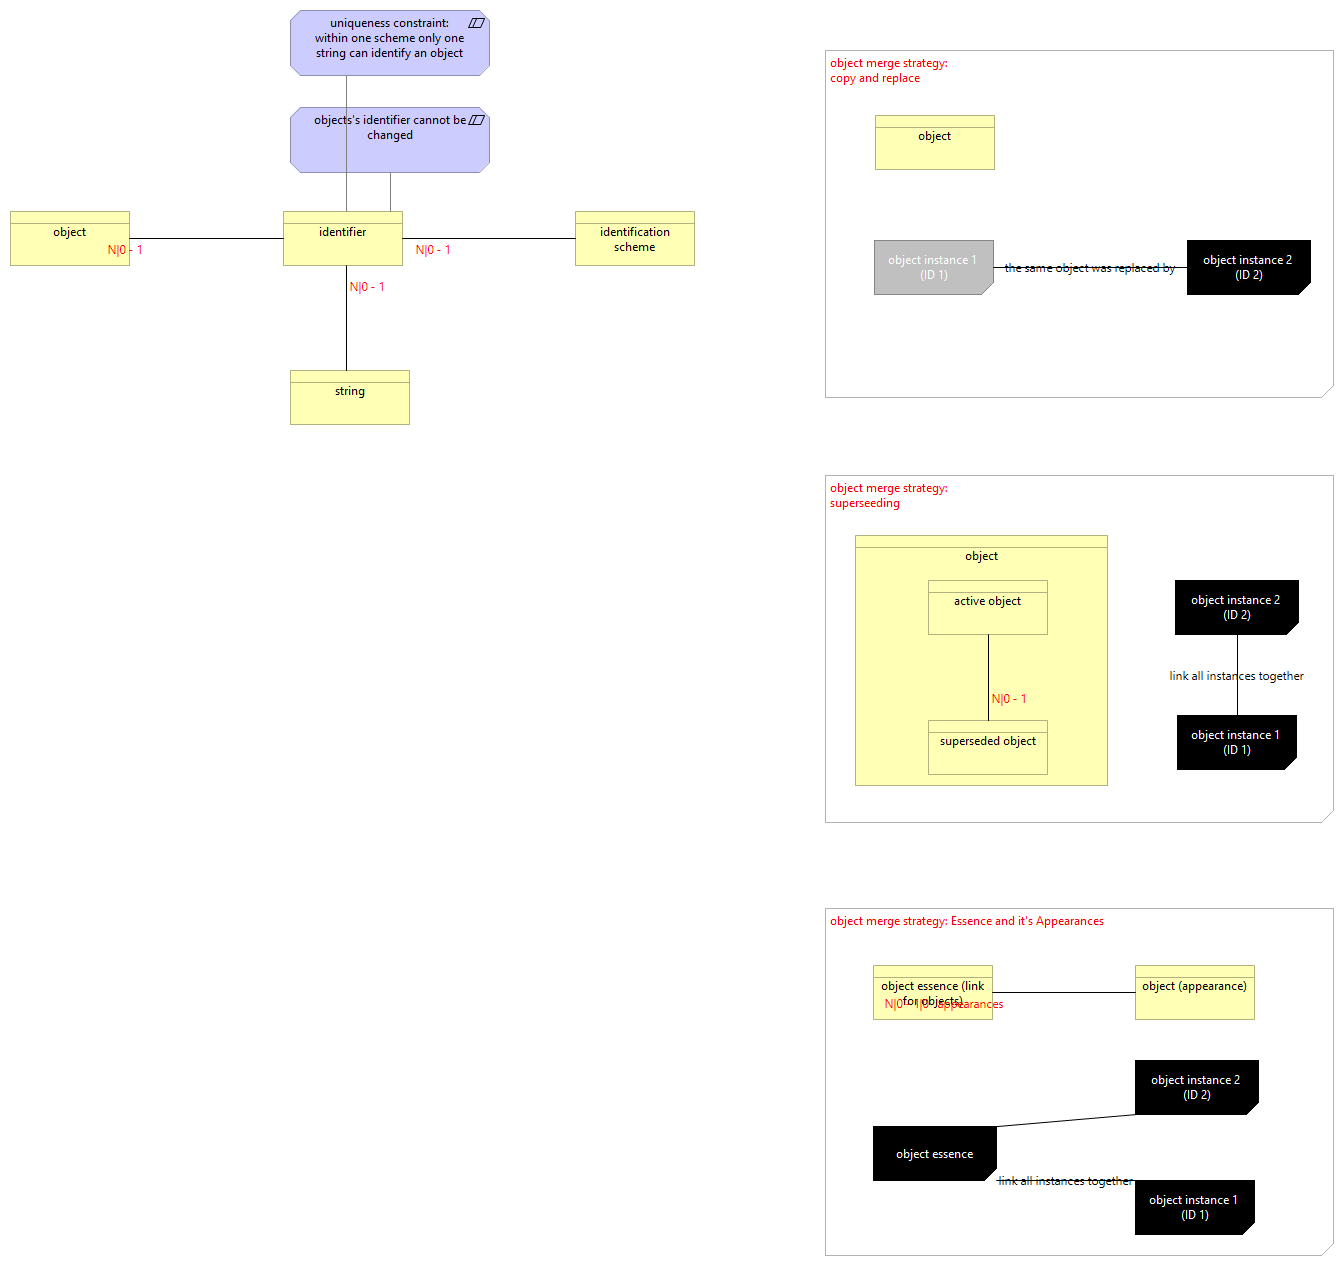 uniqueness constraint:
within one scheme only one
string can identify an object
objects's identifier cannot be
changed
object
N|0 - 1
identifier
N|0 - 1
identification
scheme
N|0 - 1
string
object merge strategy:
copy and replace
object
object instance 1
(ID 1)
the same object was replaced by
object instance 2
(ID 2)
object merge strategy:
superseeding
object
active object
N|0 - 1
superseded object
object instance 2
(ID 2)
link all instances together
object instance 1
(ID 1)
object merge strategy: Essence and it's Appearances
object essence (link
for objects)
N|0 - 1|0 appearances
object (appearance)
object instance 2
(ID 2)
object essence
link all instances together
object instance 1
(ID 1)